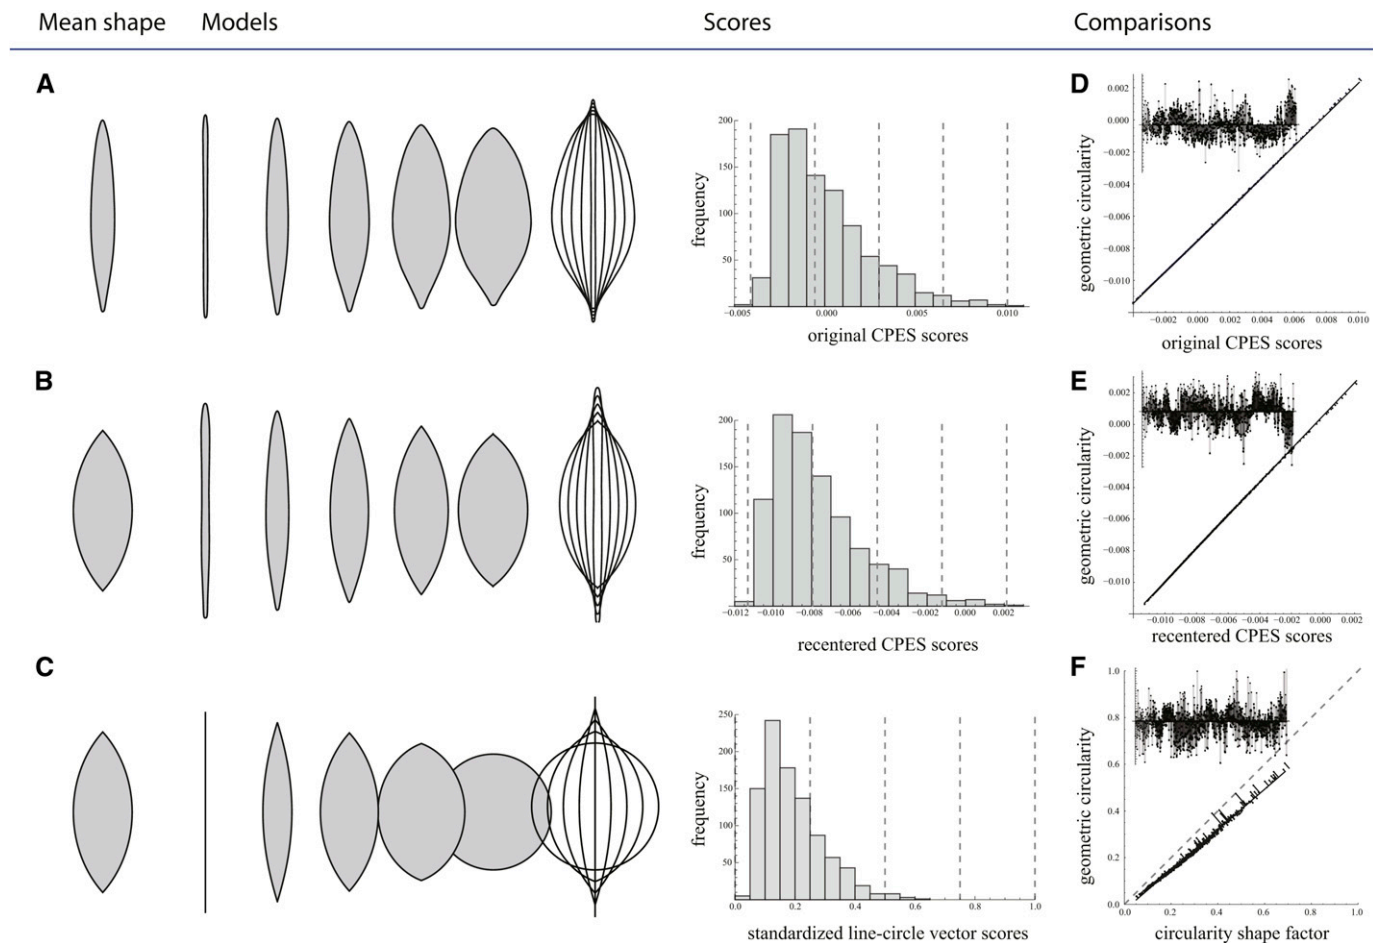 Mean shape Models Scores Comparisons
A
200
150
100
50
frequency
−0.005 0.000 0.005 0.010
original CPES scores
D
0.002
0.000
−0.002
−0.004
−0.006
−0.008
−0.010
geometric circularity
−0.002 0.000 0.002 0.004 0.006 0.008 0.010
original CPES scores
B
200
150
100
50
frequency
−0.012 −0.010 −0.008 −0.006 −0.004 −0.002 0.000 0.002
recentered CPES scores
E
0.002
0.000
−0.002
−0.004
−0.006
−0.008
−0.010
geometric circularity
−0.010 −0.008 −0.006 −0.004 −0.002 0.000 0.002
recentered CPES scores
C
250
200
150
100
50
frequency
0.0 0.2 0.4 0.6 0.8 1.0
standardized line-circle vector scores
F
1.0
0.8
0.6
0.4
0.2
0.0
geometric circularity
0.0 0.2 0.4 0.6 0.8 1.0
circularity shape factor